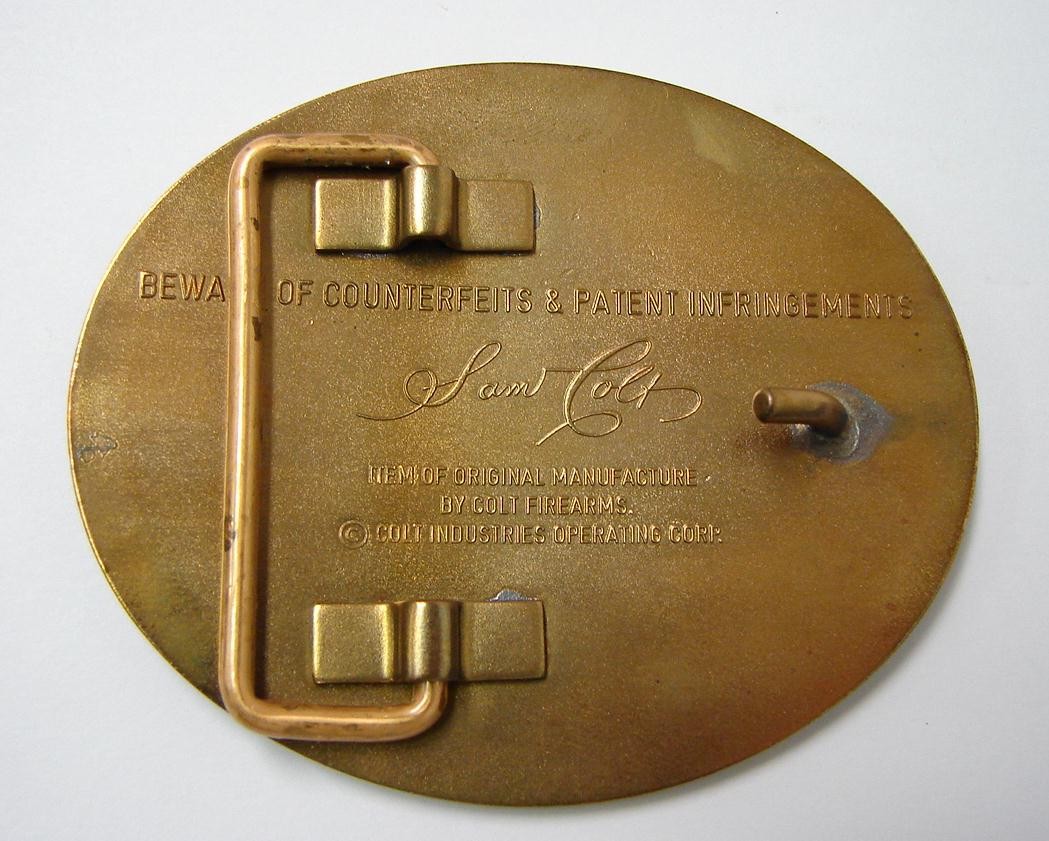 BEWA OF COUNTERFEITS & PATENT INFRINGEMENTS
Sam Colt
ITEM OF ORIGINAL MANUFACTURE
BY COLT FIREARMS.
© COLT INDUSTRIES OPERATING CORP.